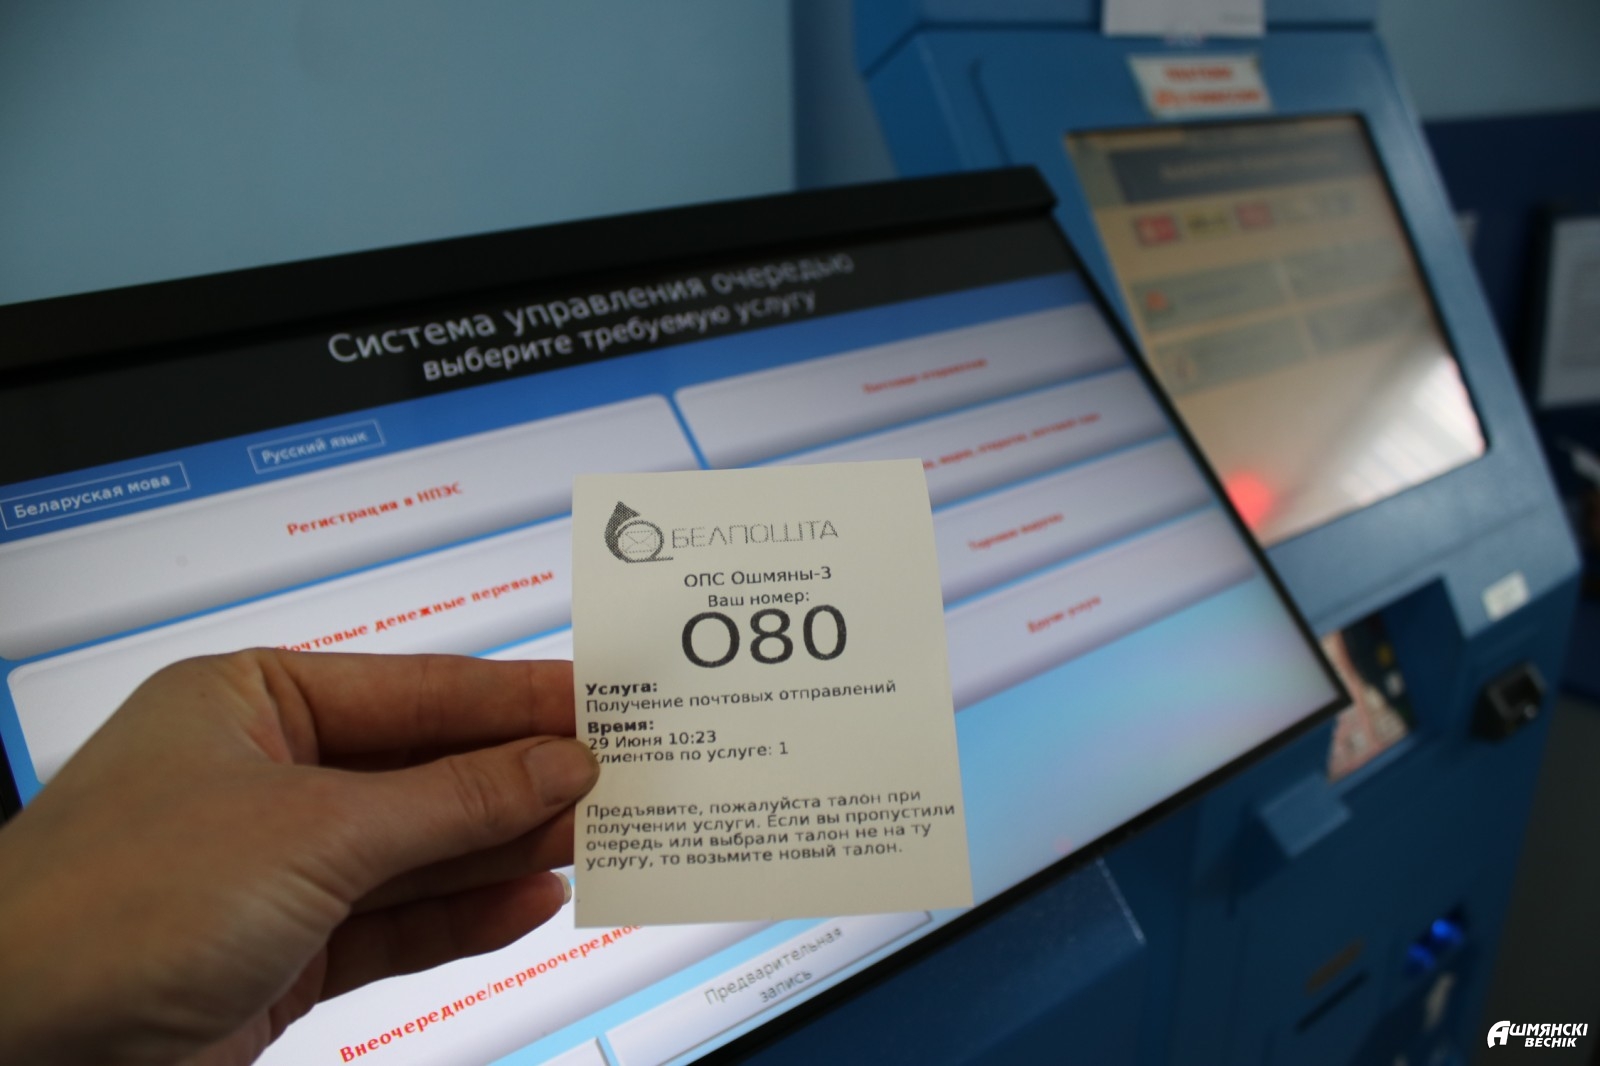 Система управления очередью
выберите требуемую услугу
Беларуская мова
Русский язык
Регистрация в НПЭС
Почтовые денежные переводы
Внеочередное/первоочередное
Предварительная
запись
Другие услуги
БЕЛПОШТА
ОПС Ошмяны-3
Ваш номер:
О80
Услуга:
Получение почтовых отправлений
Время:
29 Июня 10:23
Клиентов по услуге: 1
Предъявите, пожалуйста талон при
получении услуги. Если вы пропустили
очередь или выбрали талон не на ту
услугу, то возьмите новый талон.
АШМЯНСКІ
ВЕСНІК